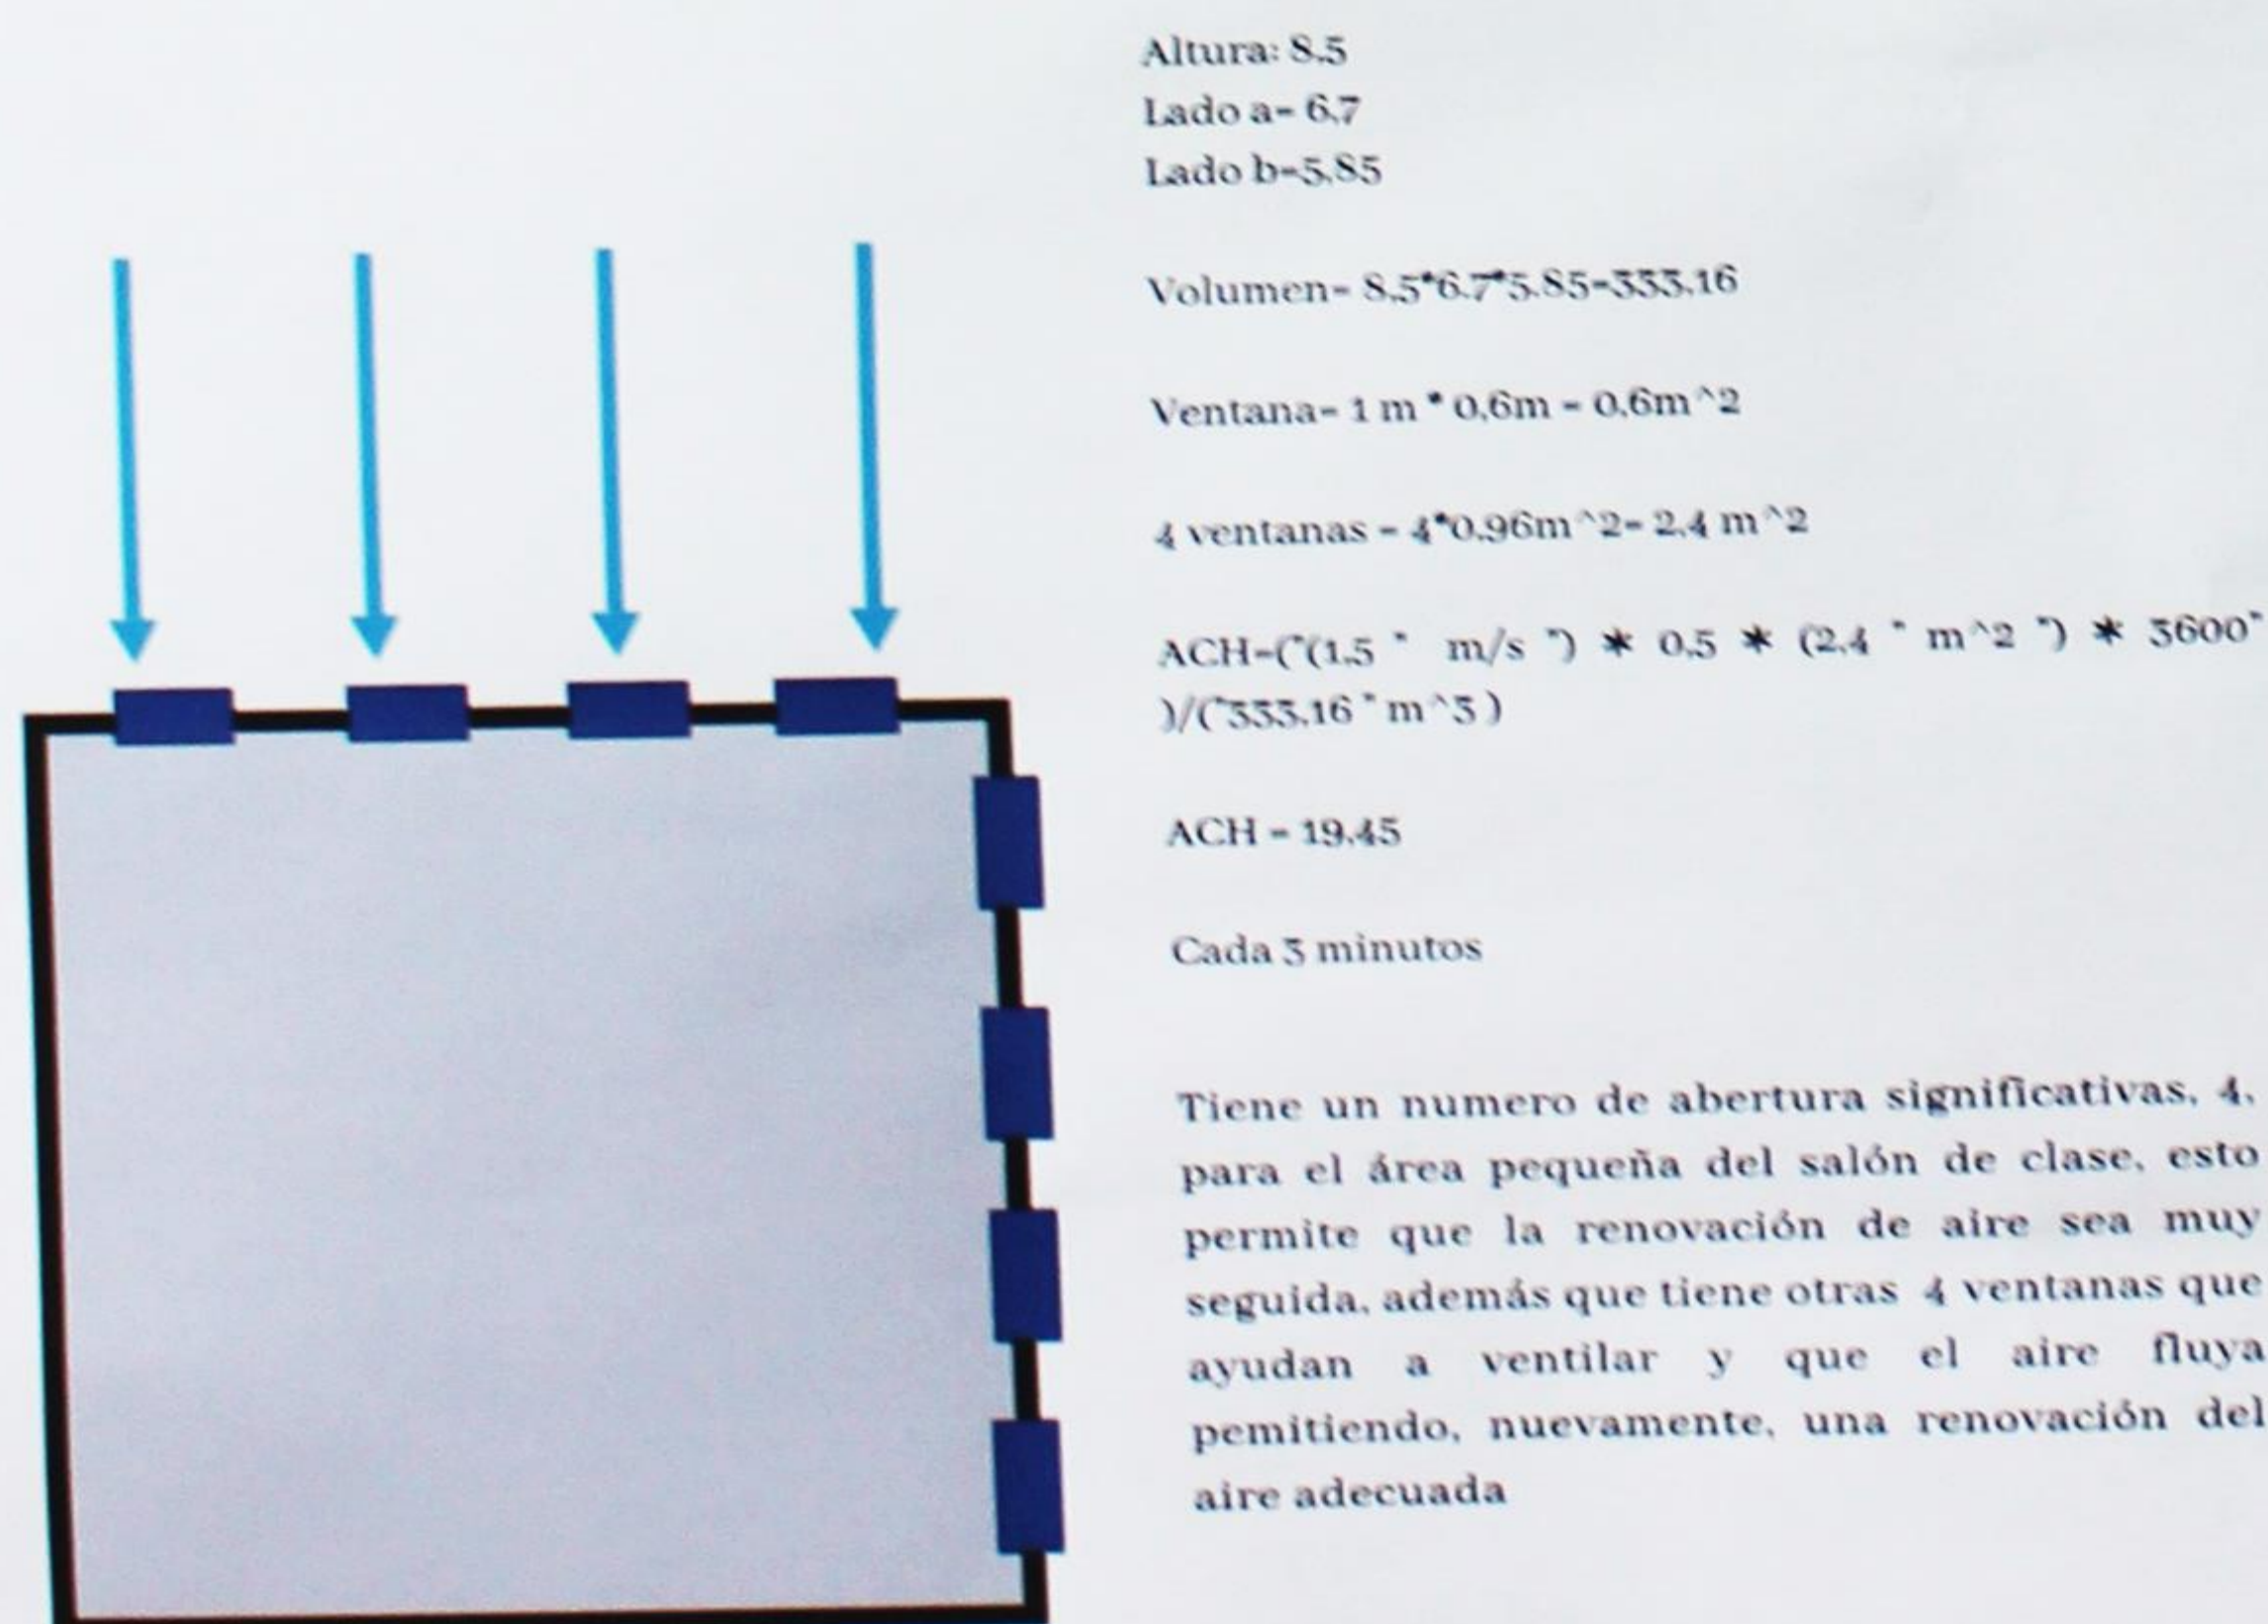 Altura: 8.5
Lado a= 6,7
Lado b=5,85
Volumen= 8,5*6.7*5.85=333,16
Ventana= 1 m * 0,6m = 0,6m^2
4 ventanas = 4*0,96m^2= 2,4 m^2
ACH=("(1,5 " m/s ") * 0,5 * (2,4 " m^2 ") * 3600"
)/("333,16 " m^3 )
ACH = 19,45
Cada 3 minutos
Tiene un numero de abertura significativas, 4,
para el área pequeña del salón de clase, esto
permite que la renovación de aire sea muy
seguida, además que tiene otras 4 ventanas que
ayudan a ventilar y que el aire fluya
pemitiendo, nuevamente, una renovación del
aire adecuada